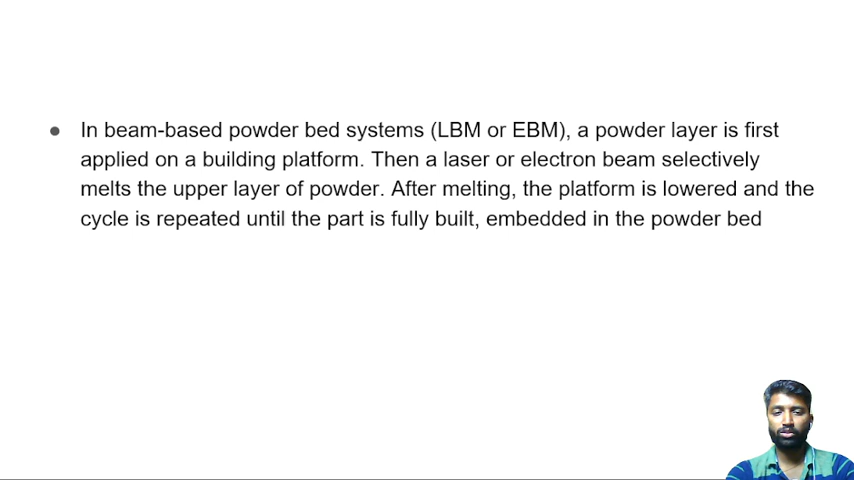 ● In beam-based powder bed systems (LBM or EBM), a powder layer is first
applied on a building platform. Then a laser or electron beam selectively
melts the upper layer of powder. After melting, the platform is lowered and the
cycle is repeated until the part is fully built, embedded in the powder bed